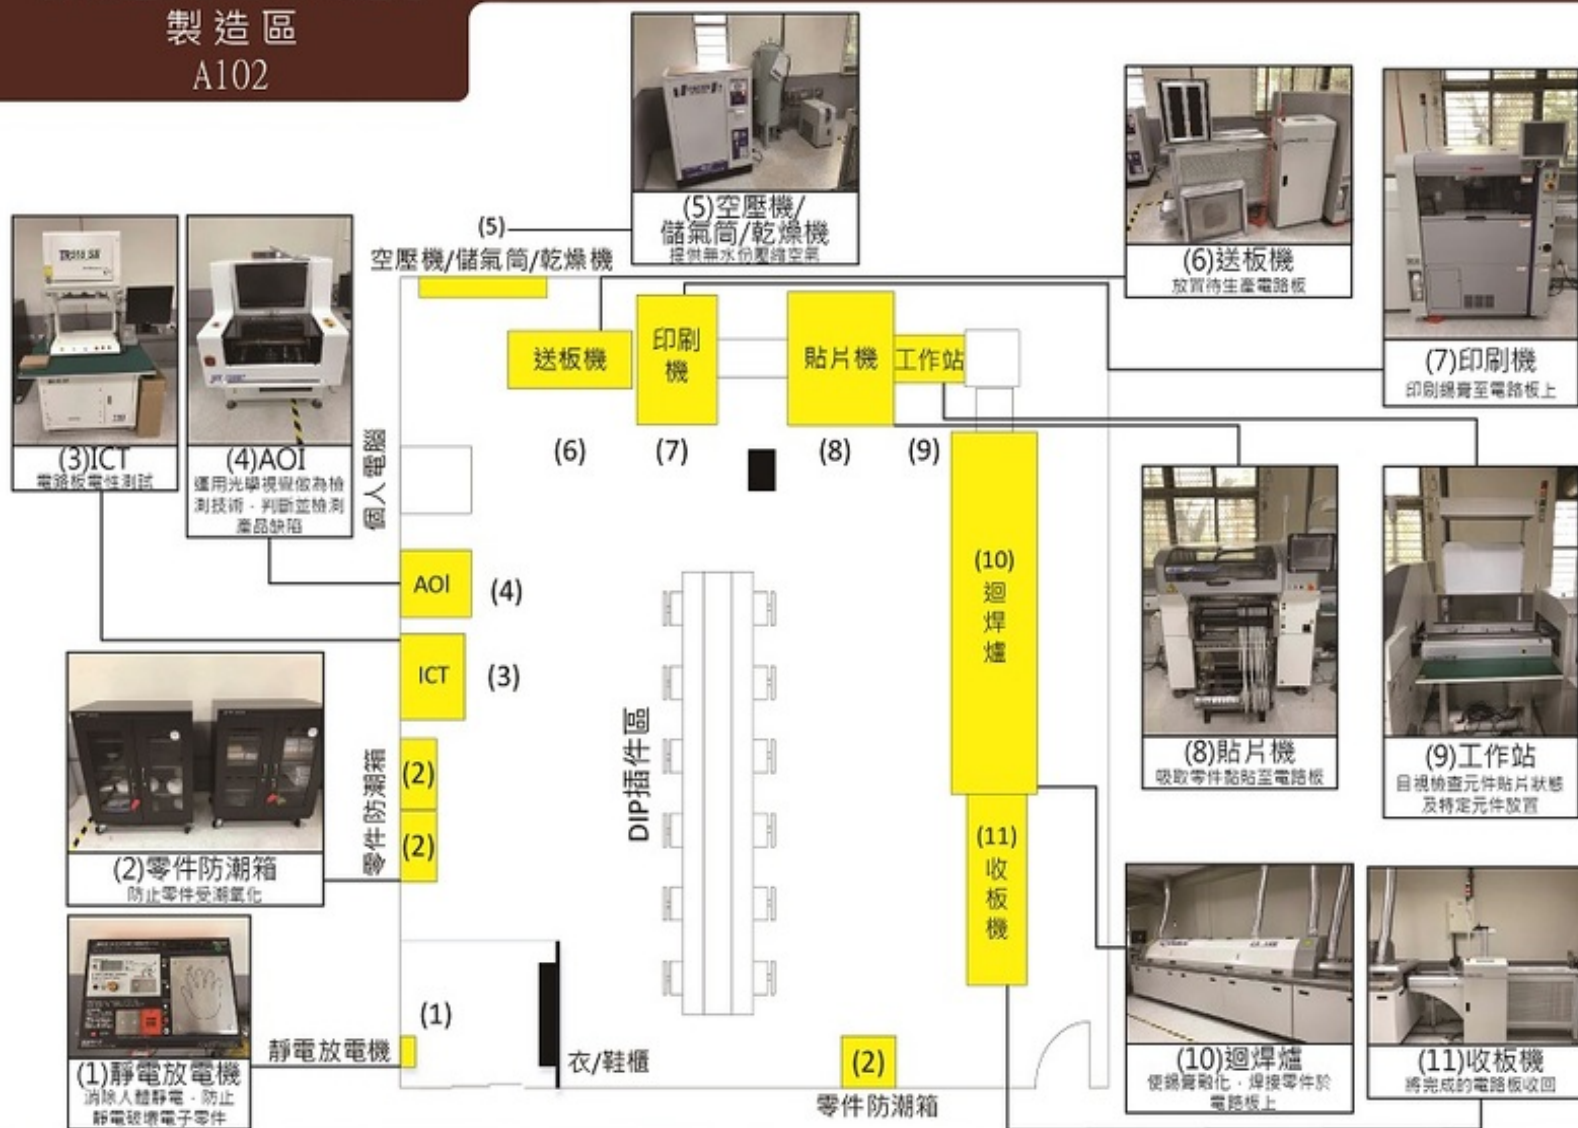 製造區
A102
(5)空壓機/
儲氣筒/乾燥機
提供無水份壓縮空氣
(6)送板機
放置待生產電路板
(7)印刷機
印刷錫膏至電路板上
TR518 SII
(3)ICT
電路板電性測試
(4)AOI
運用光學視覺做為檢
測技術，判斷並檢測
產品缺陷
(5)
空壓機/儲氣筒/乾燥機
送板機
印刷
機
貼片機
工作站
(6)
(7)
(8)
(9)
個人電腦
AOI
(4)
ICT
(3)
(2)
(2)
零件防潮箱
DIP插件區
(10)
迴
焊
爐
(11)
收
板
機
(8)貼片機
吸取零件黏貼至電路板
(9)工作站
目視檢查元件貼片狀態
及特定元件放置
(2)零件防潮箱
防止零件受潮氧化
(1)靜電放電機
消除人體靜電，防止
靜電破壞電子零件
(1)
靜電放電機
衣/鞋櫃
(2)
零件防潮箱
(10)迴焊爐
使錫膏融化，焊接零件於
電路板上
(11)收板機
將完成的電路板收回